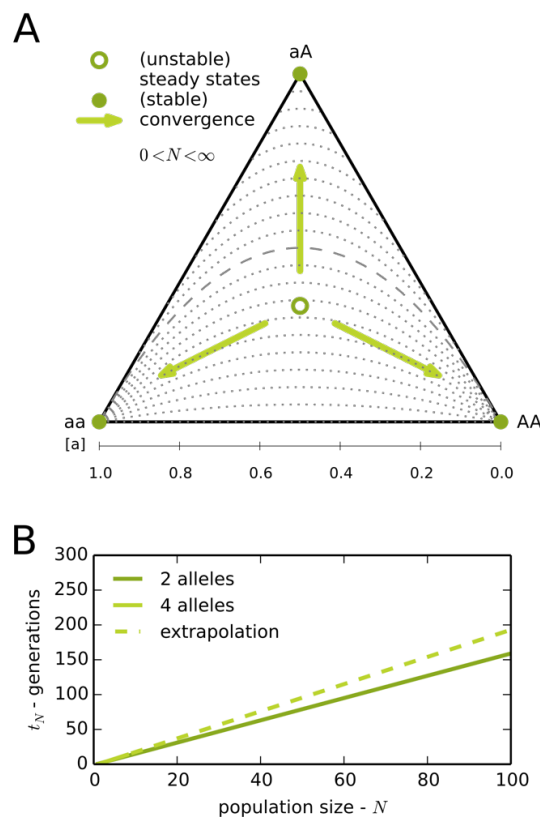 A
aA
(unstable)
steady states
(stable)
convergence
0<N<∞
aa
AA
[a]
1.0 0.8 0.6 0.4 0.2 0.0
B
300
250
200
150
100
50
0
t_N - generations
2 alleles
4 alleles
extrapolation
0 20 40 60 80 100
population size - N